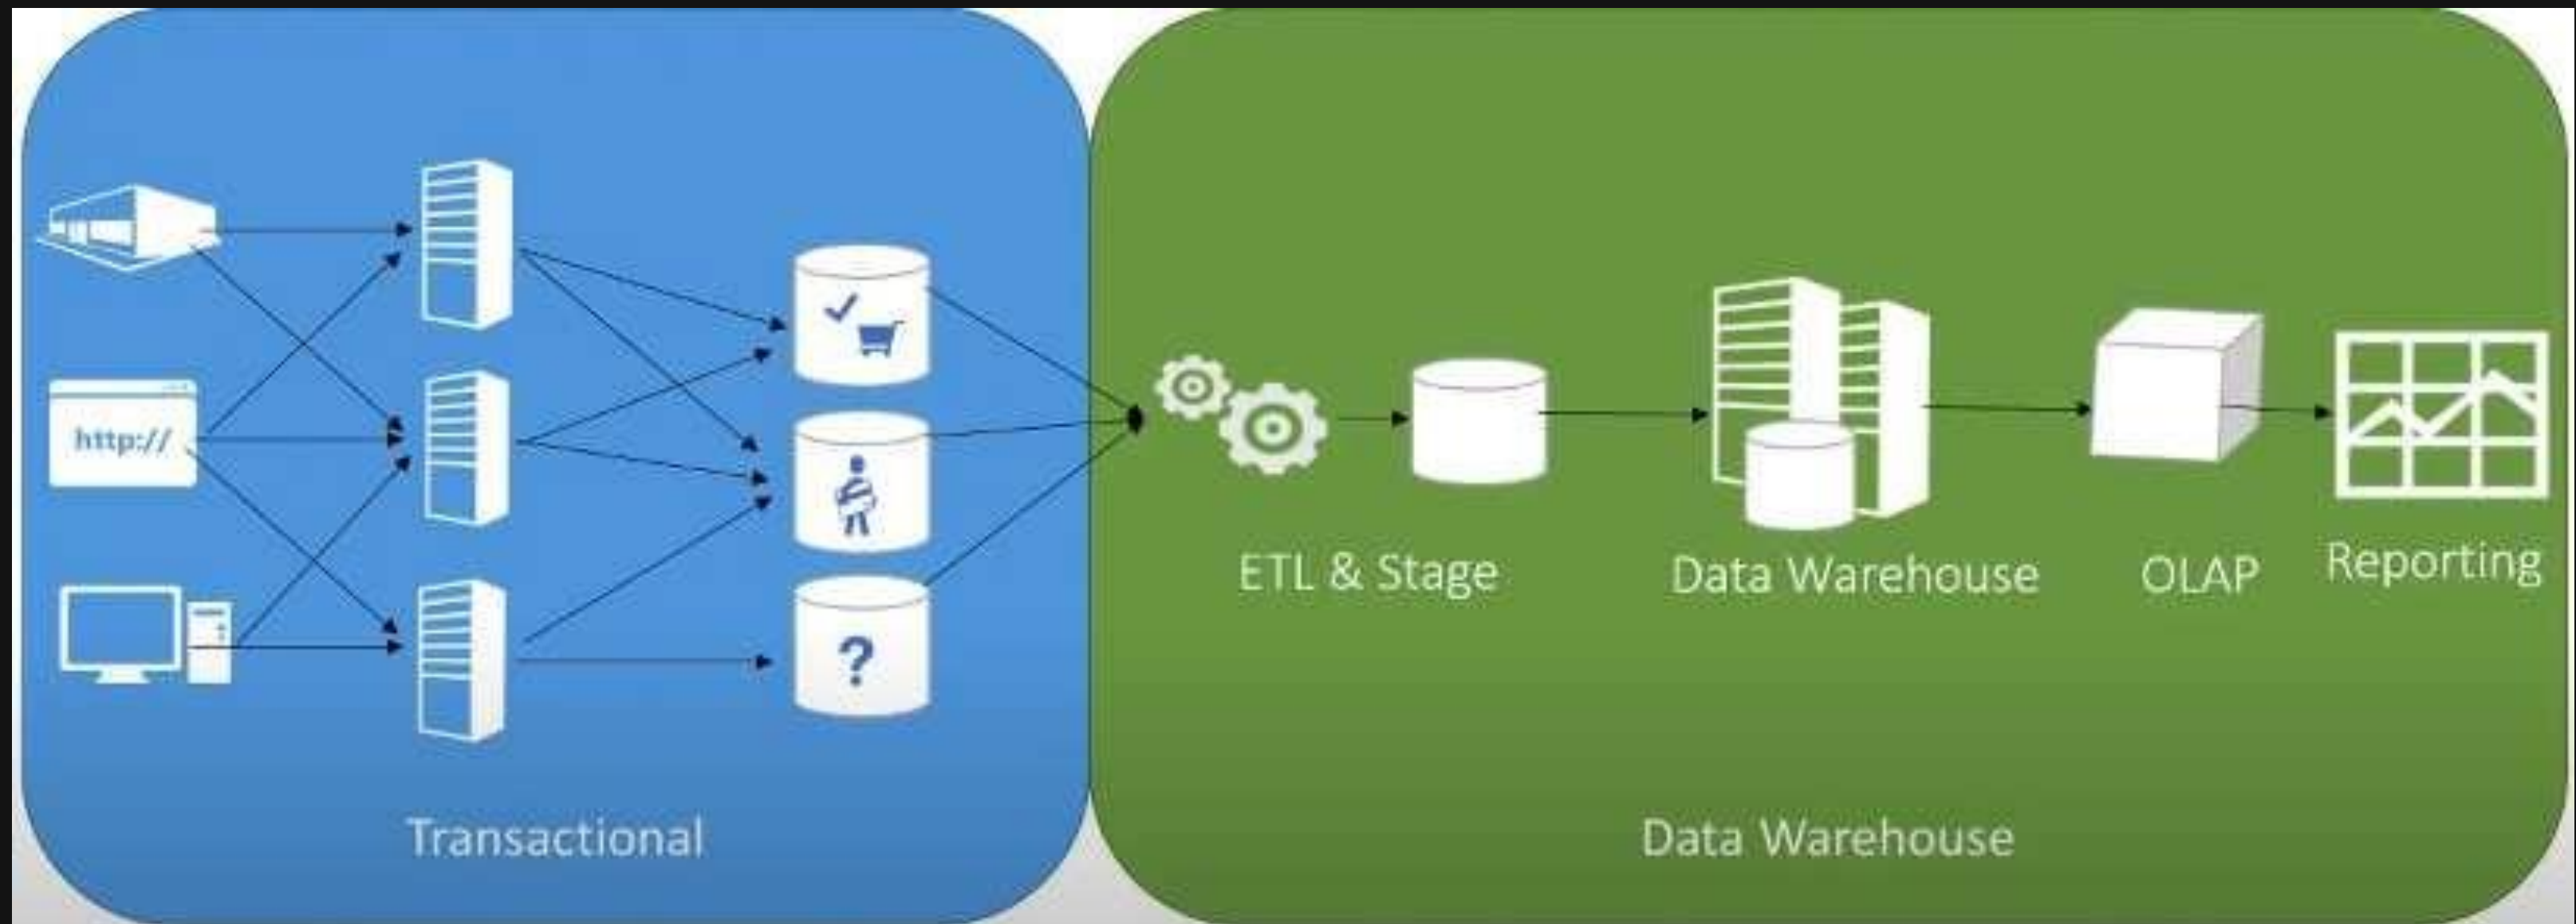 http://
?
ETL & Stage
Data Warehouse
OLAP
Reporting
Transactional
Data Warehouse